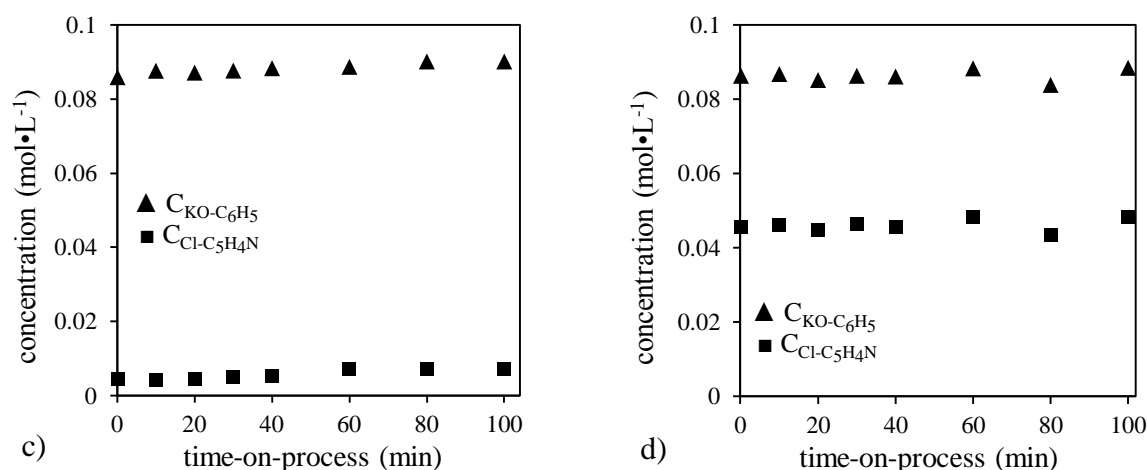 0.1
0.08
0.06
0.04
0.02
0
concentration (mol•L⁻¹)
▲ C_KO-C₆H₅
■ C_Cl-C₅H₄N
0 20 40 60 80 100
time-on-process (min)
c)
0.1
0.08
0.06
0.04
0.02
0
concentration (mol•L⁻¹)
▲ C_KO-C₆H₅
■ C_Cl-C₅H₄N
0 20 40 60 80 100
time-on-process (min)
d)